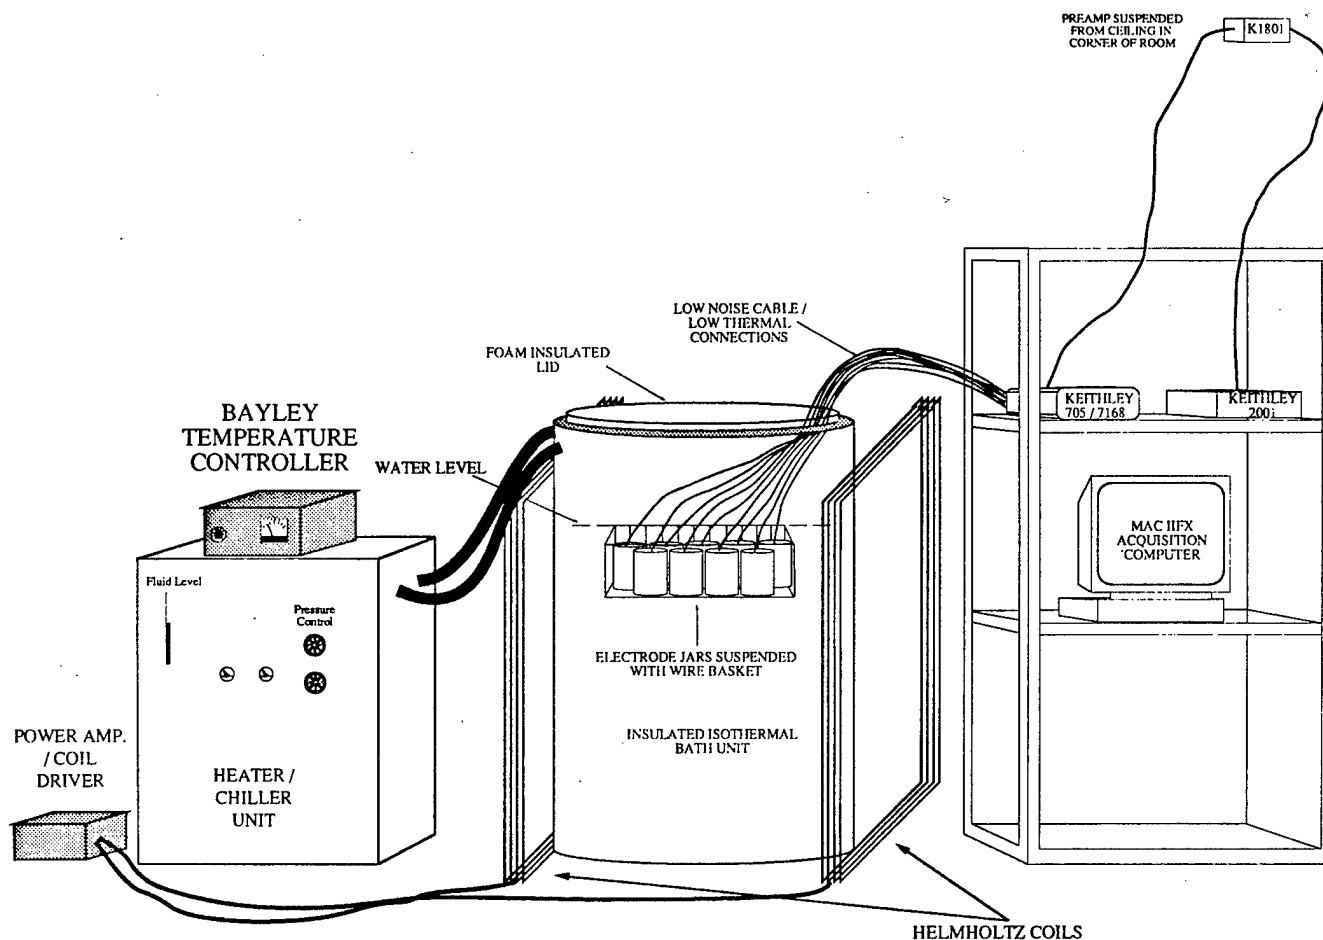 PREAMP SUSPENDED
FROM CEILING IN
CORNER OF ROOM
K1801
LOW NOISE CABLE /
LOW THERMAL
CONNECTIONS
FOAM INSULATED
LID
KEITHLEY
705 / 7168
KEITHLEY
2001
BAYLEY
TEMPERATURE
CONTROLLER
WATER LEVEL
MAC IIFX
ACQUISITION
COMPUTER
Fluid Level
Pressure
Control
ELECTRODE JARS SUSPENDED
WITH WIRE BASKET
INSULATED ISOTHERMAL
BATH UNIT
POWER AMP.
/ COIL
DRIVER
HEATER /
CHILLER
UNIT
HELMHOLTZ COILS